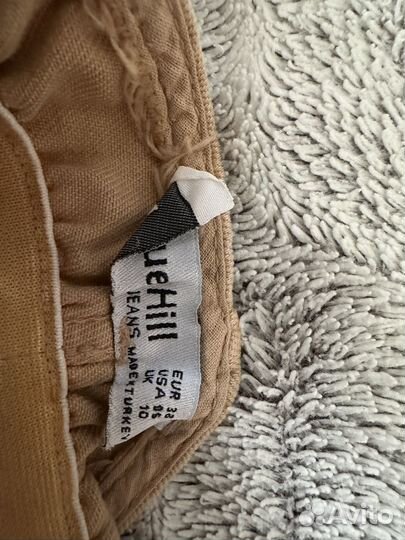 ueHill
JEANS MADE IN TURKEY
EUR 38
USA
UK 10
Avito